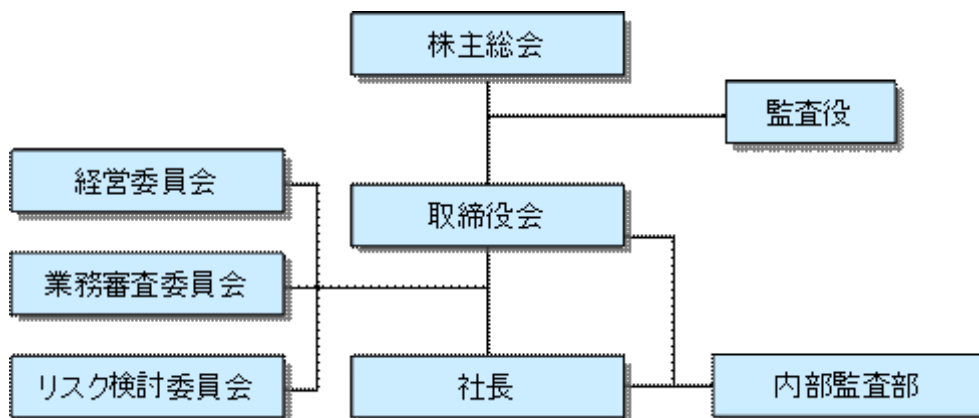 株主総会
監査役
経営委員会
取締役会
業務審査委員会
リスク検討委員会
社長
内部監査部